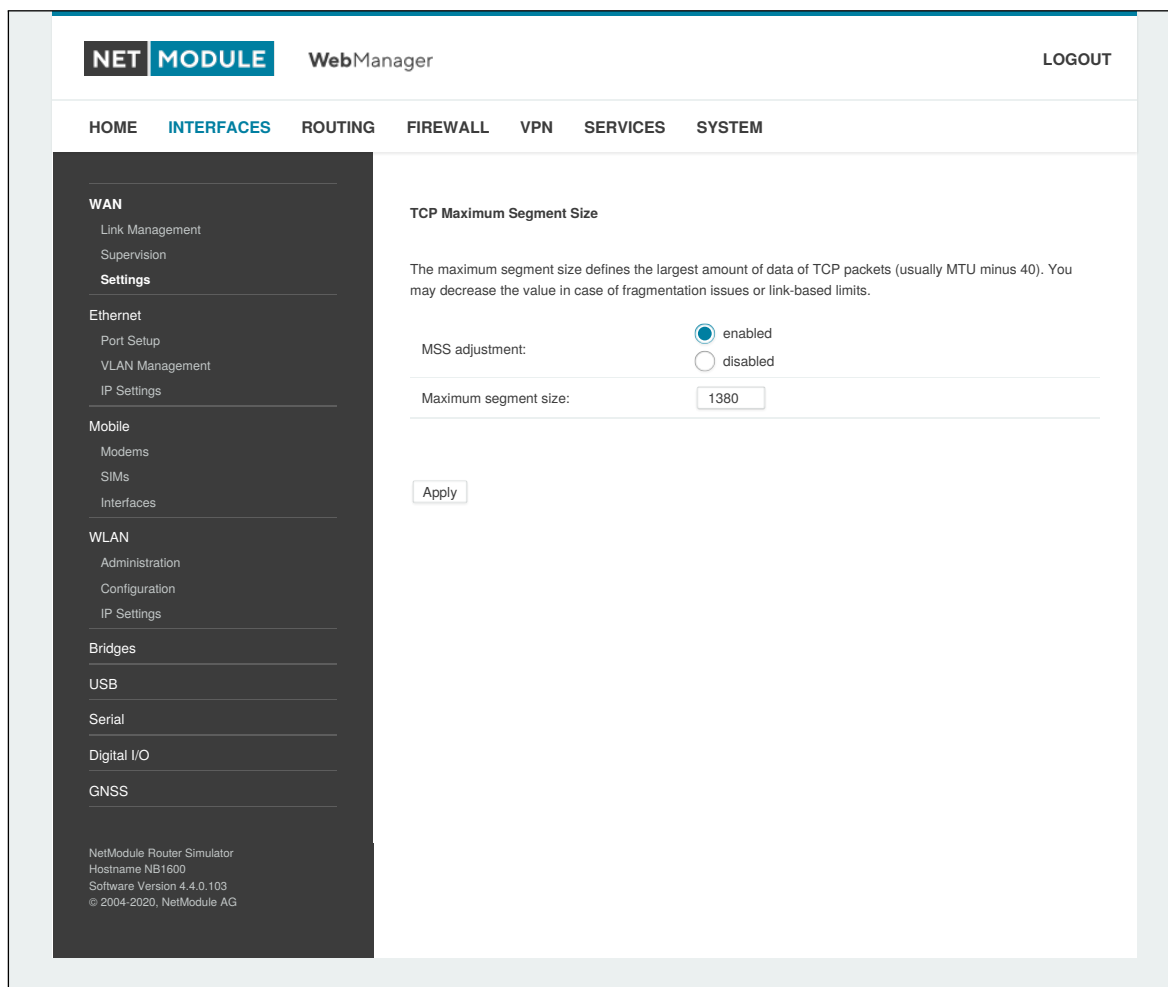 NET MODULE WebManager LOGOUT
HOME INTERFACES ROUTING FIREWALL VPN SERVICES SYSTEM
WAN
Link Management
Supervision
Settings
Ethernet
Port Setup
VLAN Management
IP Settings
Mobile
Modems
SIMs
Interfaces
WLAN
Administration
Configuration
IP Settings
Bridges
USB
Serial
Digital I/O
GNSS
NetModule Router Simulator
Hostname NB1600
Software Version 4.4.0.103
© 2004-2020, NetModule AG
TCP Maximum Segment Size
The maximum segment size defines the largest amount of data of TCP packets (usually MTU minus 40). You
may decrease the value in case of fragmentation issues or link-based limits.
MSS adjustment:
enabled
disabled
Maximum segment size: 1380
Apply